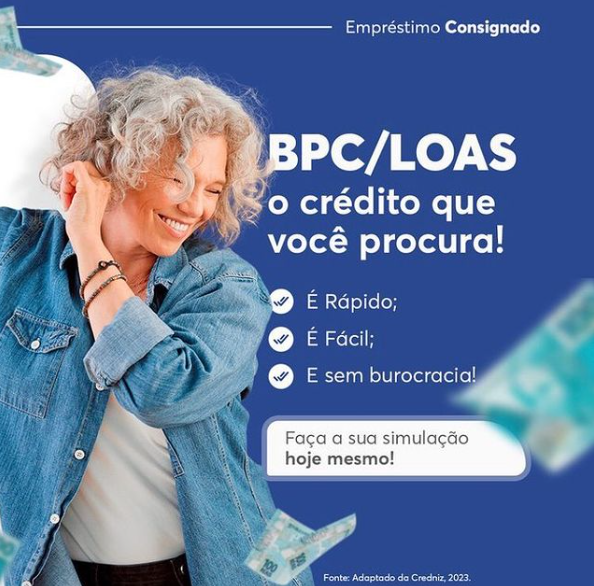 Empréstimo Consignado
BPC/LOAS
o crédito que
você procura!
É Rápido;
É Fácil;
E sem burocracia!
Faça a sua simulação
hoje mesmo!
Fonte: Adaptado da Credniz, 2023.